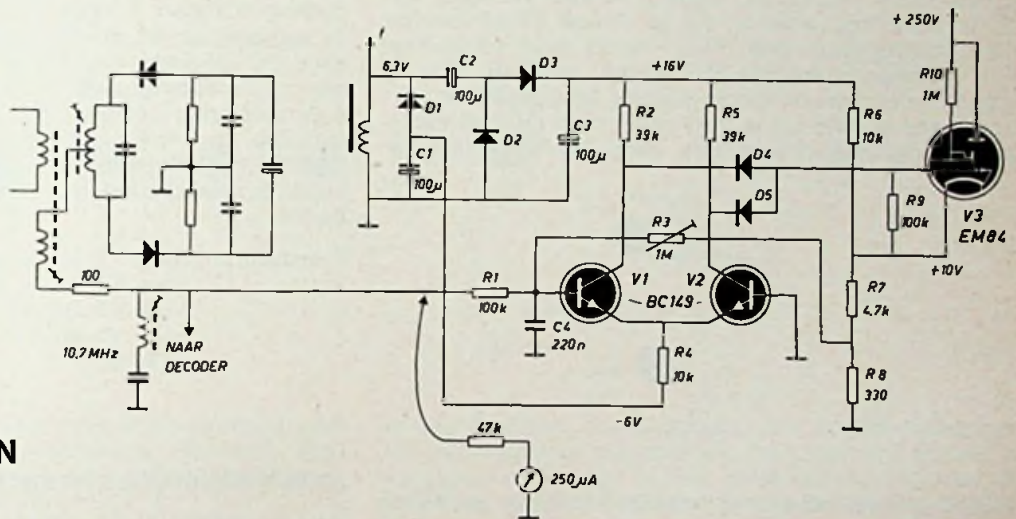 + 250V
R10
1M
6,3V
C2
100µ
D3
+16V
D1
D2
C1
100µ
C3
100µ
R2
39k
R5
39k
R6
10k
D4
D5
R9
100k
V3
EM84
+10V
R3
1M
100
R1
100k
V1
V2
-BC149-
R7
4,7k
C4
220n
R4
10k
R8
330
10,7MHz
NAAR
DECODER
-6V
47k
250µA
N